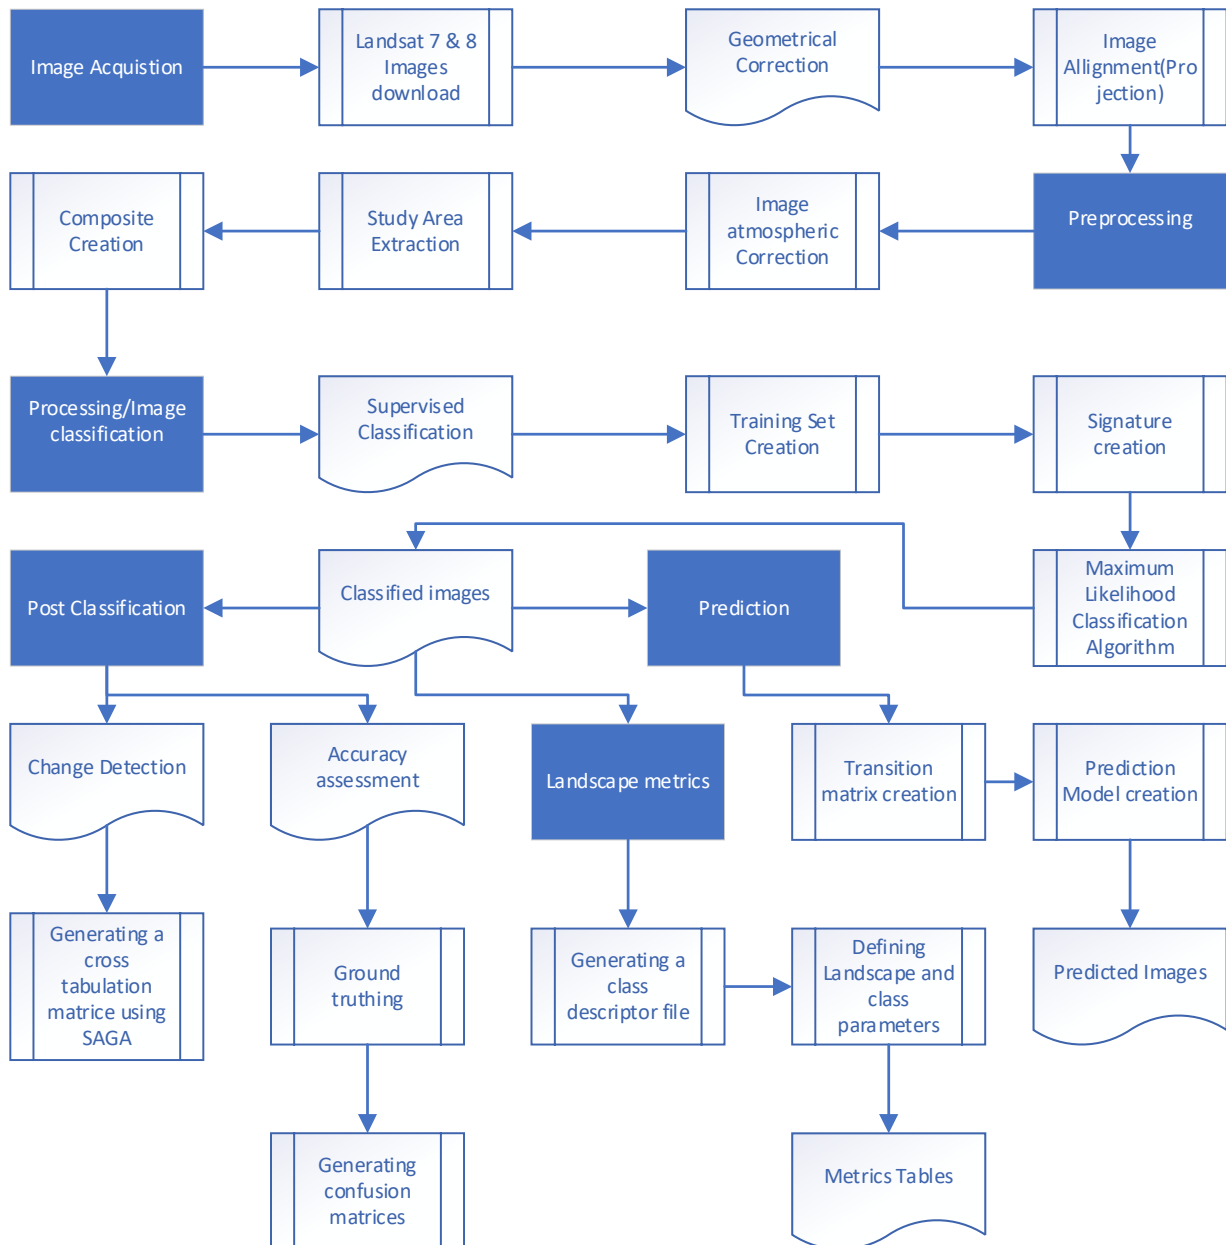 Image Acquistion
Landsat 7 & 8
Images
download
Geometrical
Correction
Image
Allignment(Pro
jection)
Composite
Creation
Study Area
Extraction
Image
atmospheric
Correction
Preprocessing
Processing/Image
classification
Supervised
Classification
Training Set
Creation
Signature
creation
Post Classification
Classified images
Prediction
Maximum
Likelihood
Classification
Algorithm
Change Detection
Accuracy
assessment
Landscape metrics
Transition
matrix creation
Prediction
Model creation
Generating a
cross
tabulation
matrice using
SAGA
Ground
truthing
Generating a
class
descriptor file
Defining
Landscape and
class
parameters
Predicted Images
Generating
confusion
matrices
Metrics Tables